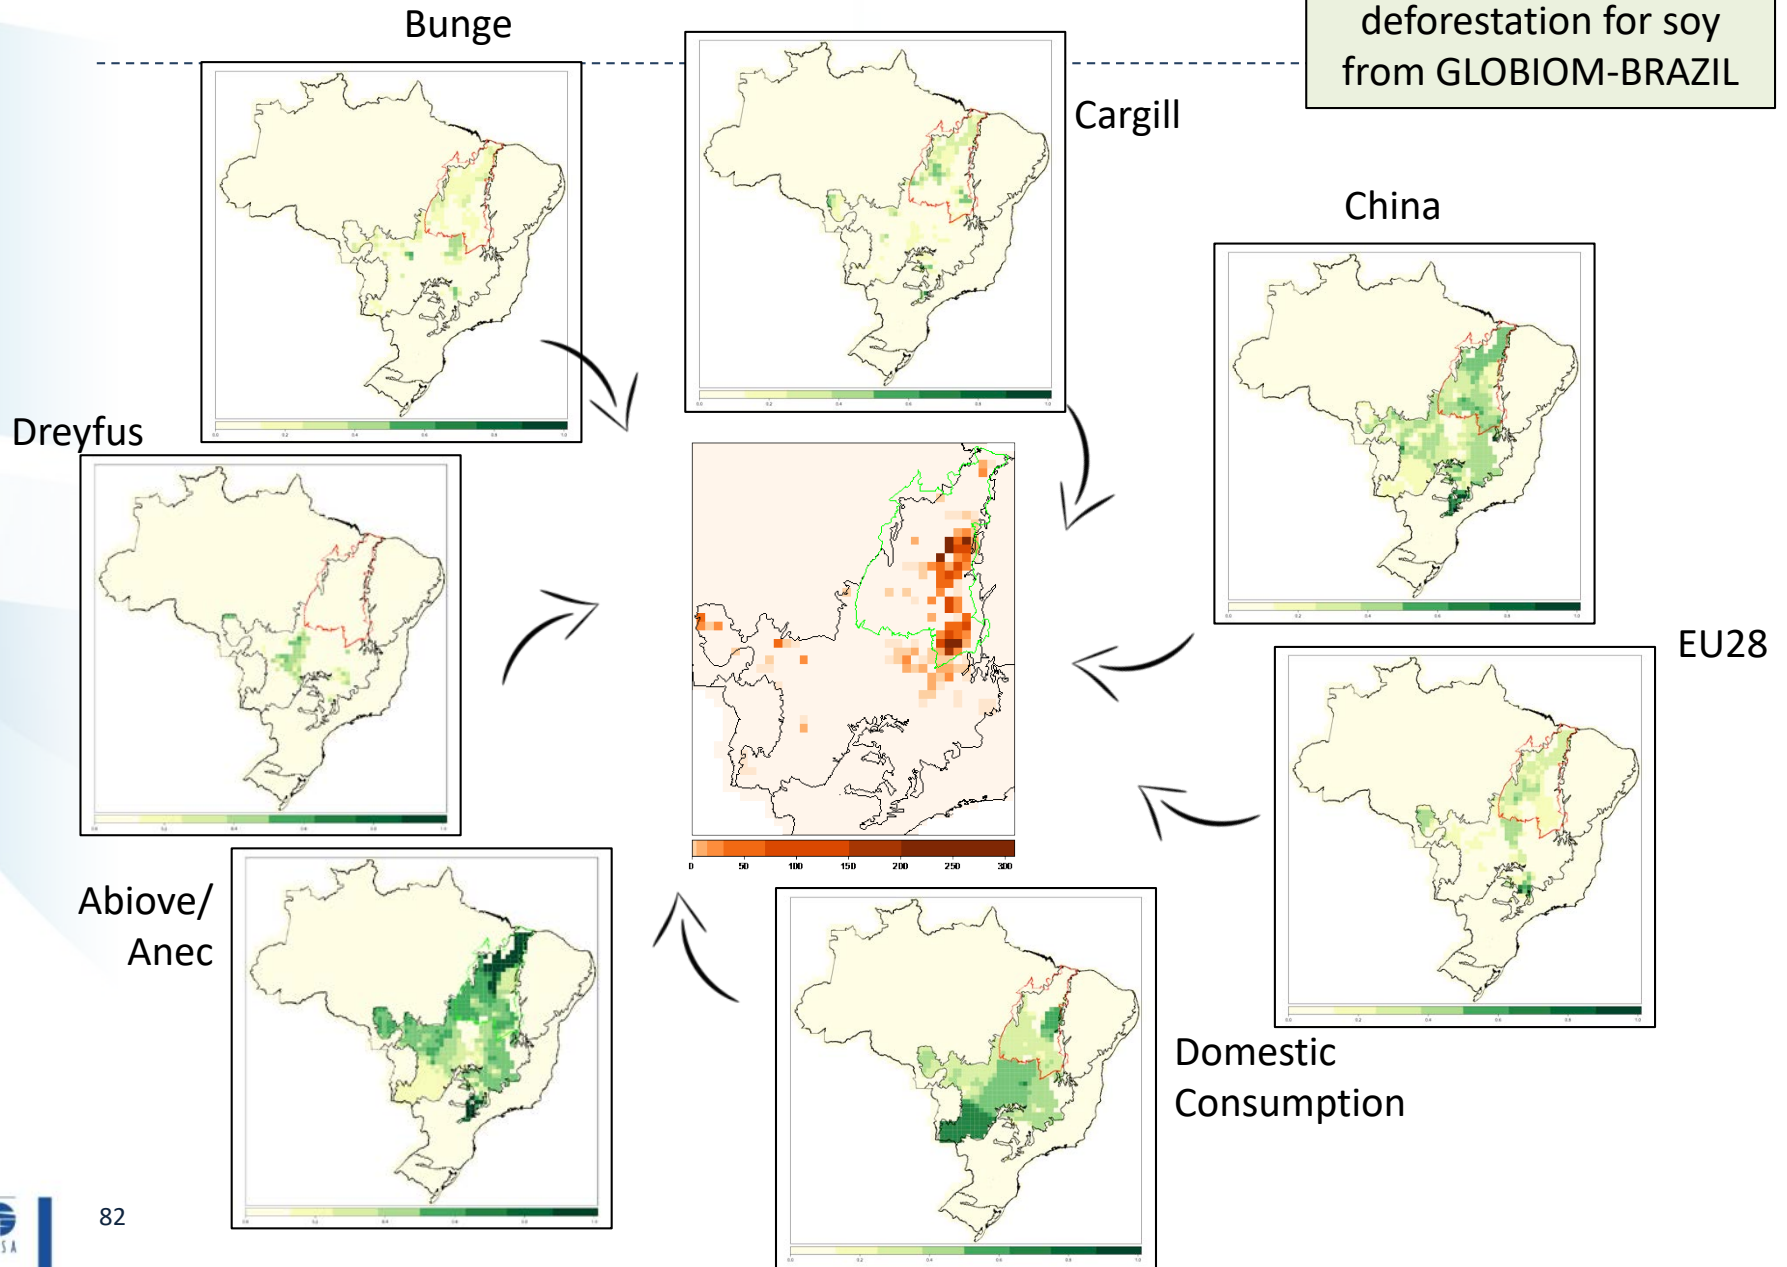 deforestation for soy
from GLOBIOM-BRAZIL
Bunge
Cargill
China
Dreyfus
EU28
0 50 100 150 200 250 300
Abiove/
Anec
Domestic
Consumption
82